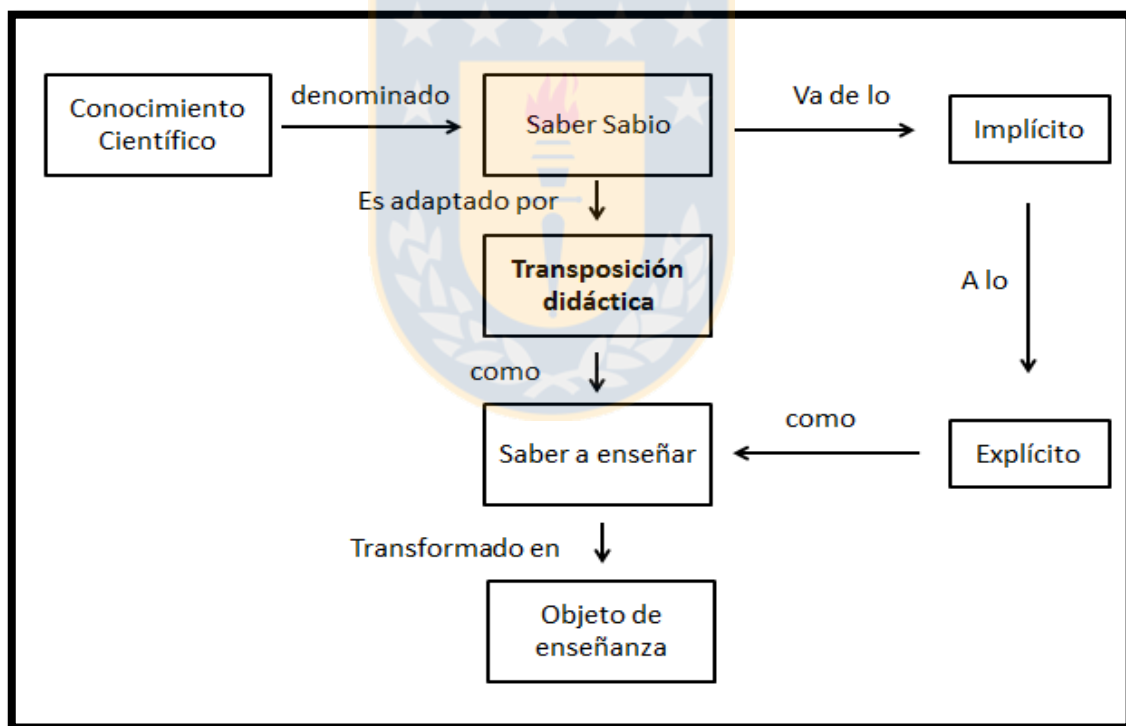 Conocimiento
Científico
denominado
Saber Sabio
Va de lo
Implícito
Es adaptado por
Transposición
didáctica
A lo
como
Saber a enseñar
como
Explícito
Transformado en
Objeto de
enseñanza